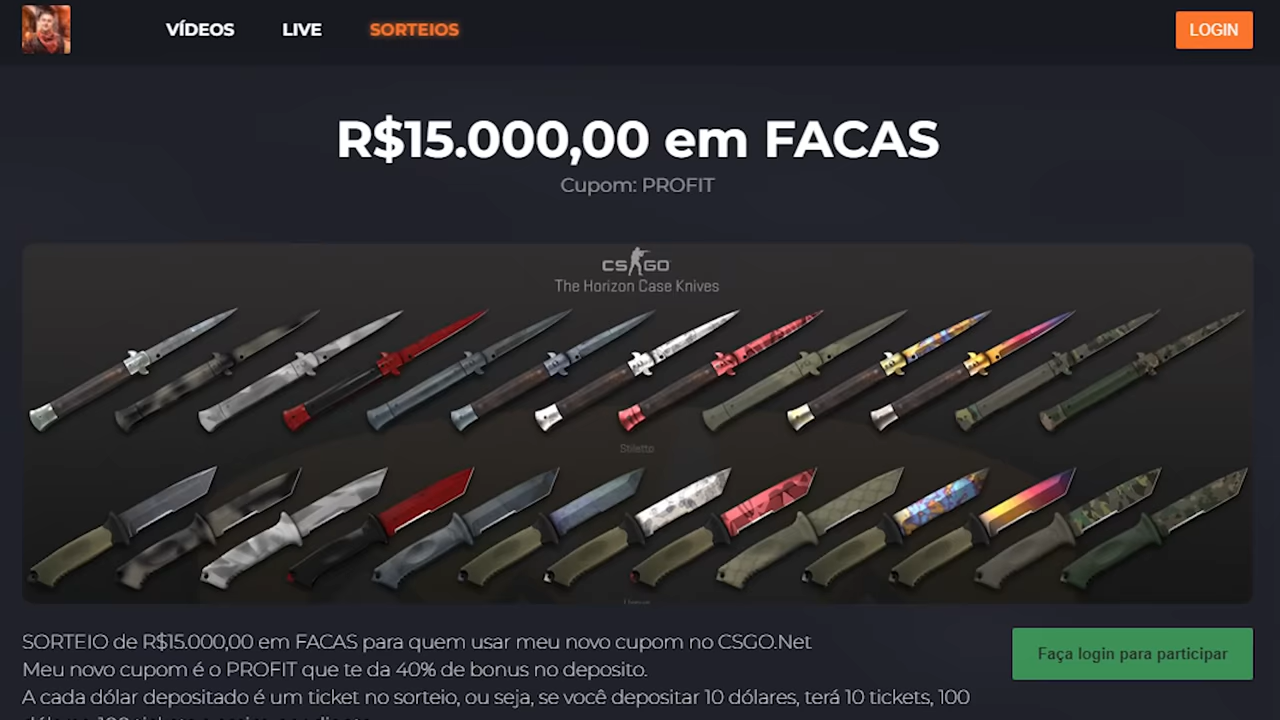 VÍDEOS LIVE SORTEIOS LOGIN
R$15.000,00 em FACAS
Cupom: PROFIT
CS GO
The Horizon Case Knives
Stiletto
SORTEIO de R$15.000,00 em FACAS para quem usar meu novo cupom no CSGO.Net
Meu novo cupom é o PROFIT que te da 40% de bonus no deposito.
A cada dólar depositado é um ticket no sorteio, ou seja, se você depositar 10 dólares, terá 10 tickets, 100
Faça login para participar